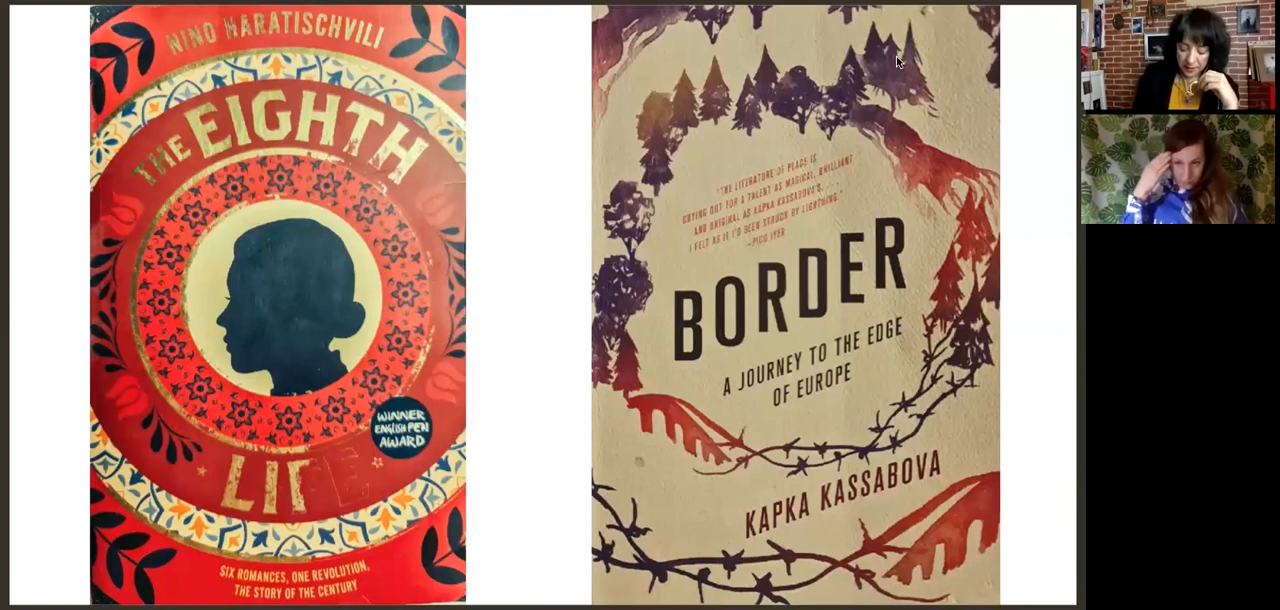 NINO HARATISCHVILI
THE EIGHTH
LIFE
WINNER
ENGLISH PEN
AWARD
SIX ROMANCES, ONE REVOLUTION,
THE STORY OF THE CENTURY
"THE LITERATURE OF PLACE IS
CRYING OUT FOR A TALENT AS MAGICAL, BRILLIANT
AND ORIGINAL AS KAPKA KASSABOVA'S. . . .
I FELT AS IF I'D BEEN STRUCK BY LIGHTNING."
—PICO IYER
BORDER
A JOURNEY TO THE EDGE
OF EUROPE
KAPKA KASSABOVA